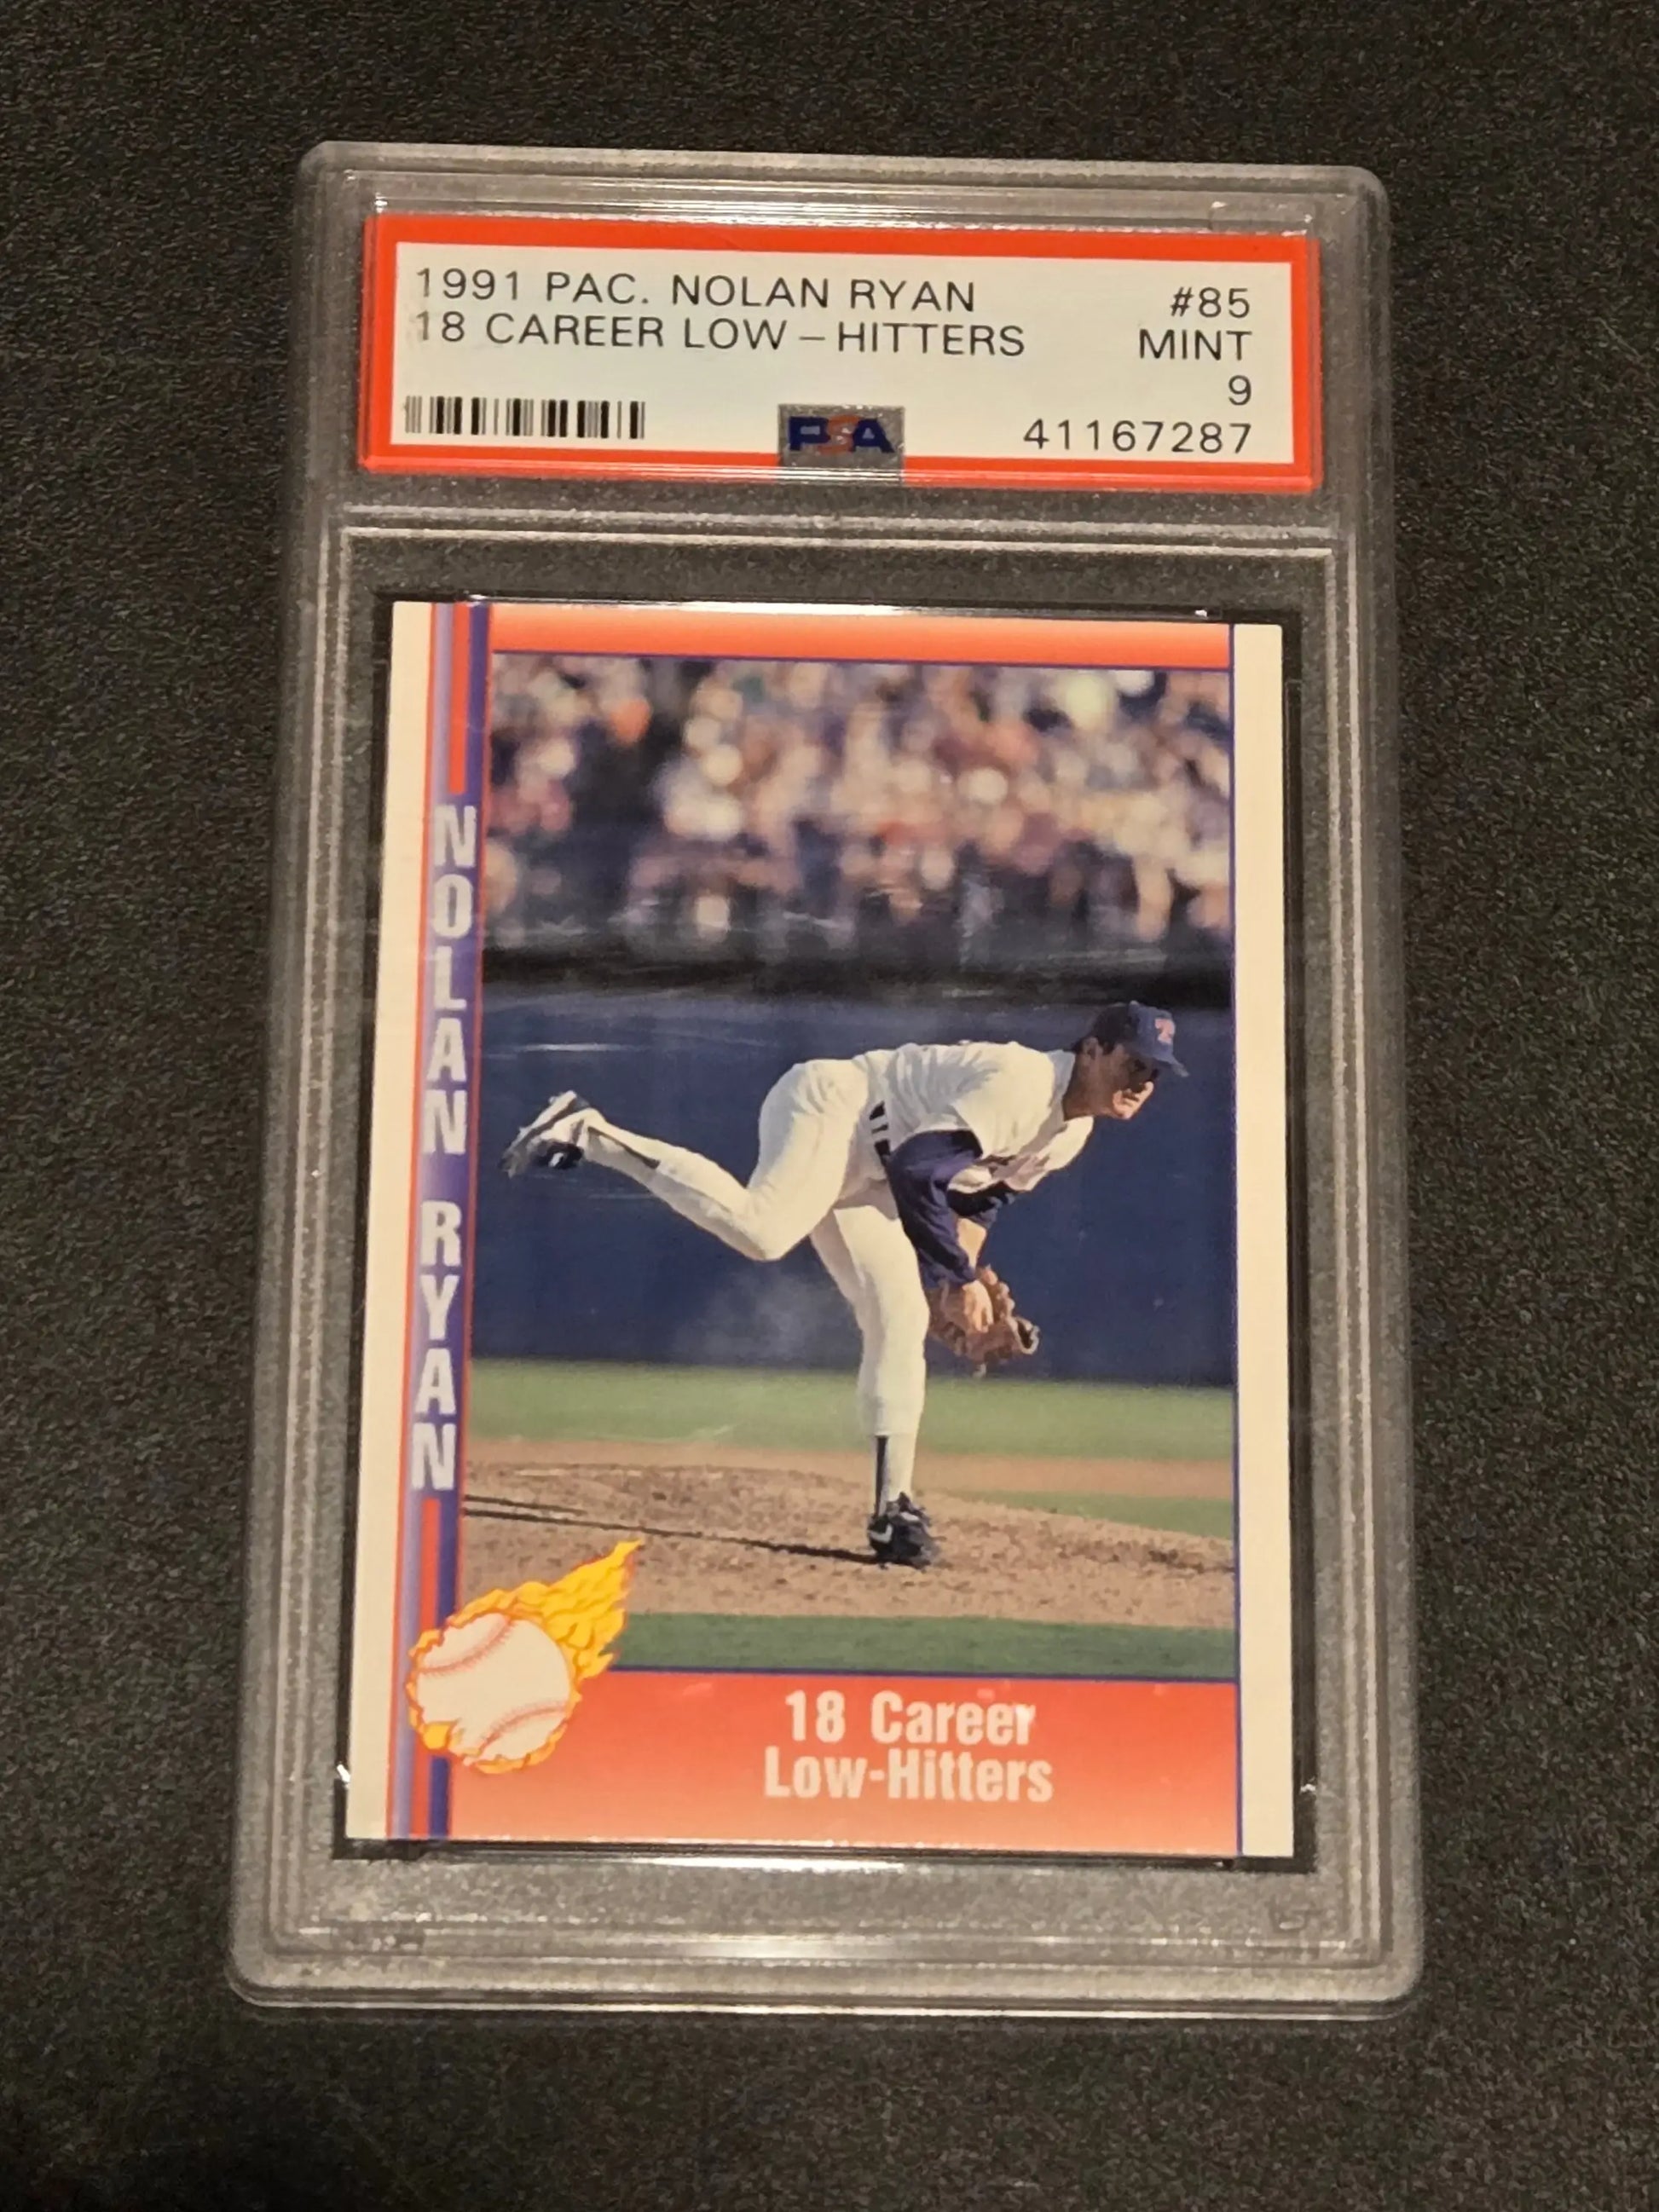 1991 PAC. NOLAN RYAN #85
18 CAREER LOW-HITTERS MINT
9
PSA 41167287
NOLAN RYAN
T
18 Career
Low-Hitters